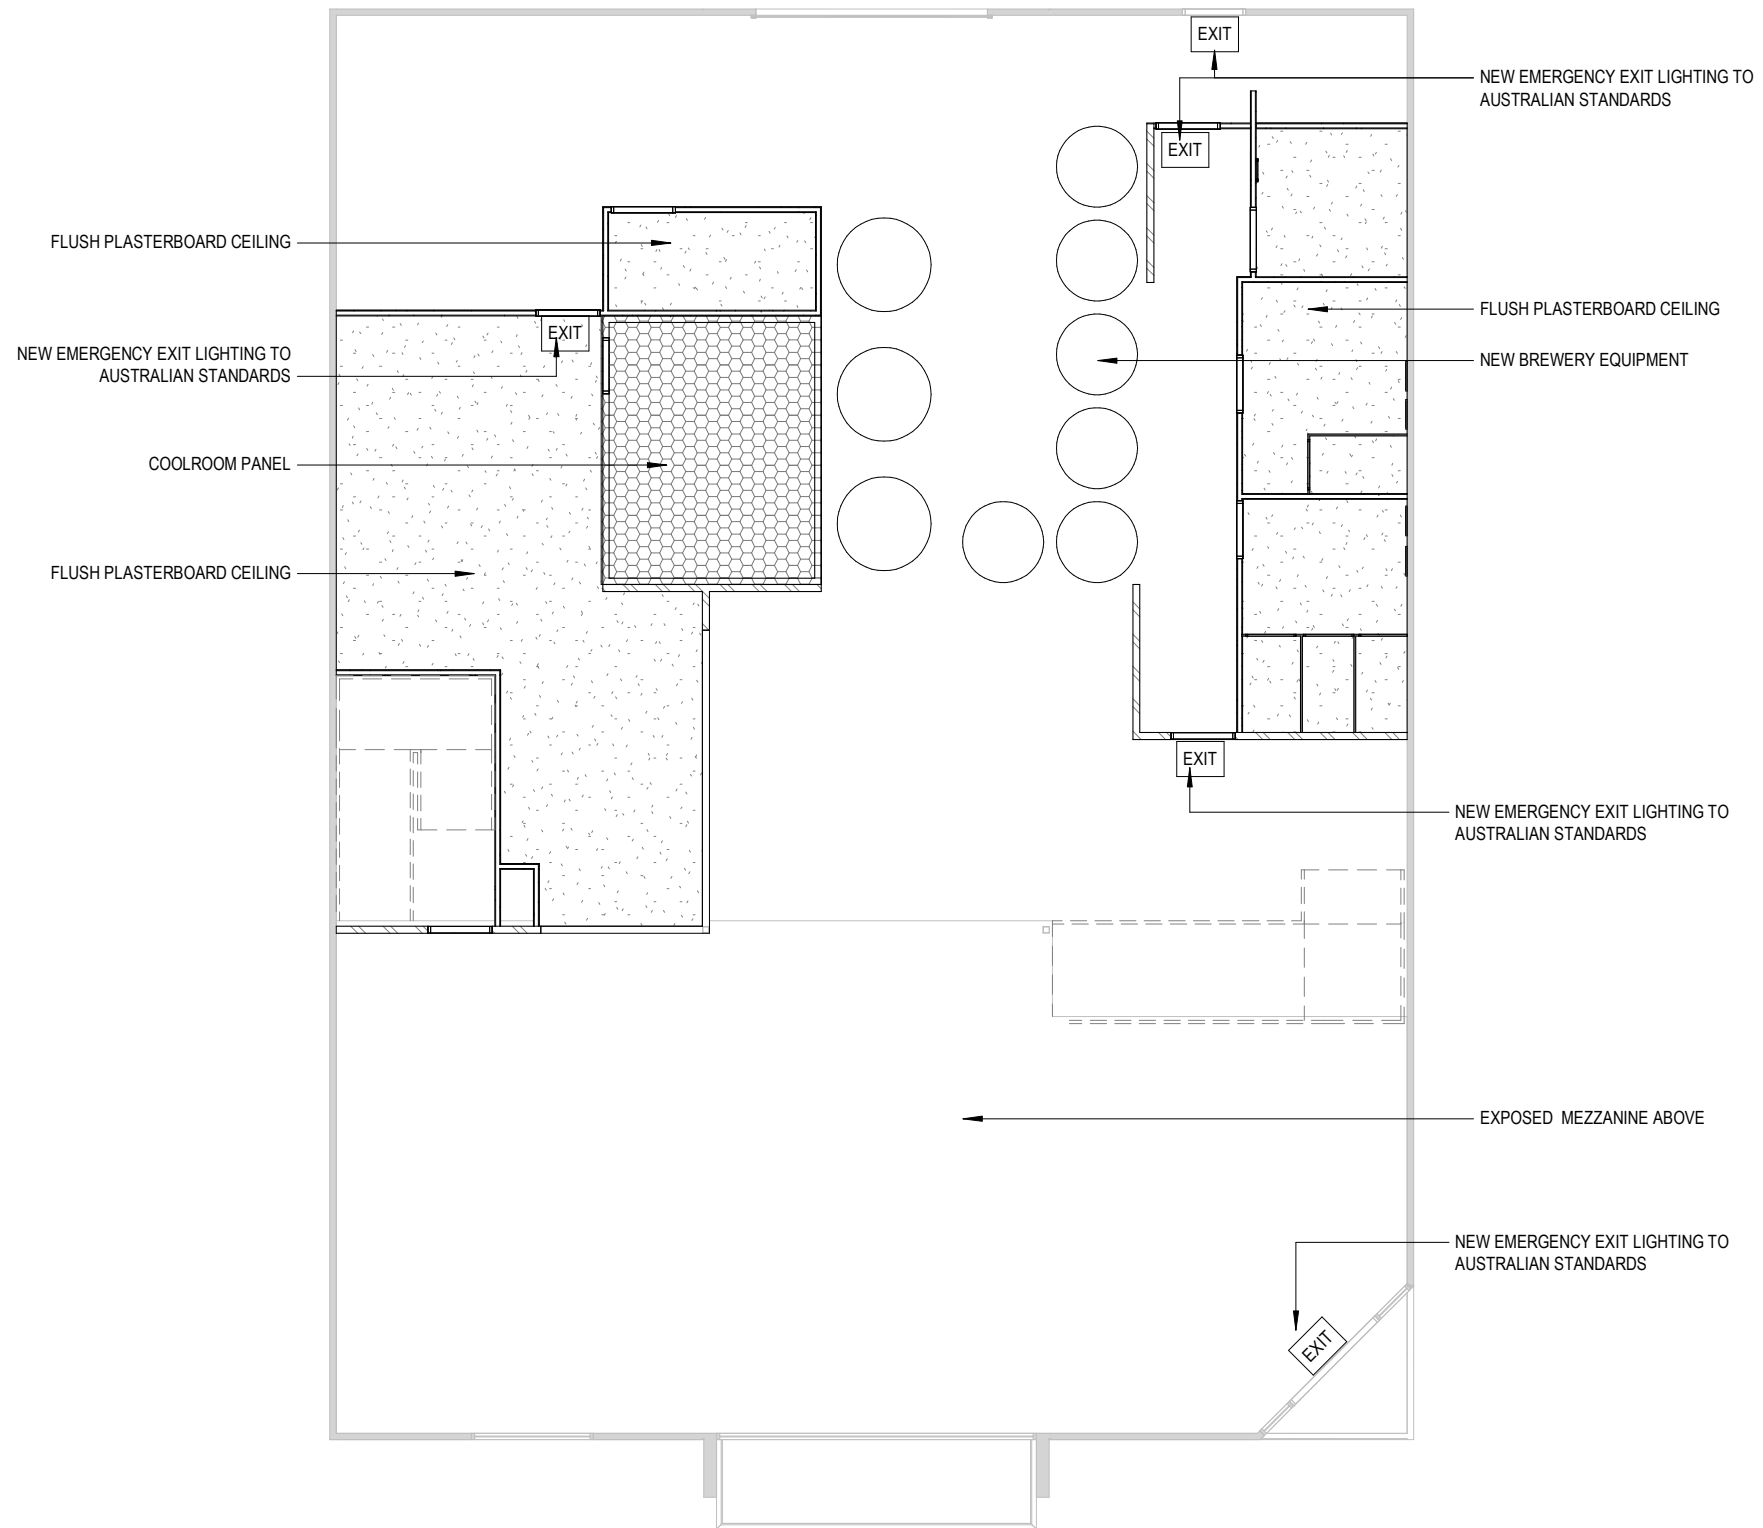 EXIT
NEW EMERGENCY EXIT LIGHTING TO
AUSTRALIAN STANDARDS
EXIT
FLUSH PLASTERBOARD CEILING
FLUSH PLASTERBOARD CEILING
EXIT
NEW EMERGENCY EXIT LIGHTING TO
AUSTRALIAN STANDARDS
NEW BREWERY EQUIPMENT
COOLROOM PANEL
FLUSH PLASTERBOARD CEILING
EXIT
NEW EMERGENCY EXIT LIGHTING TO
AUSTRALIAN STANDARDS
EXPOSED MEZZANINE ABOVE
NEW EMERGENCY EXIT LIGHTING TO
AUSTRALIAN STANDARDS
EXIT